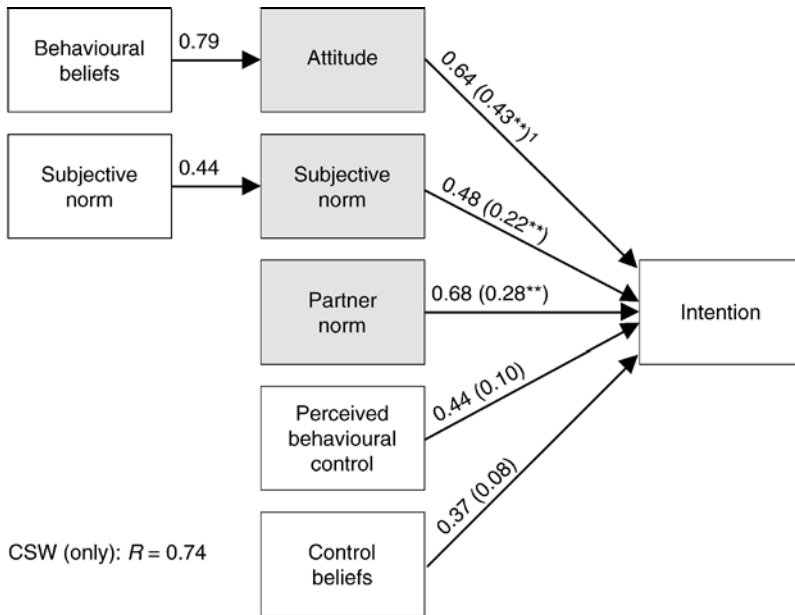 Behavioural
beliefs
0.79
Attitude
0.64 (0.43**)1
Subjective
norm
0.44
Subjective
norm
0.48 (0.22**)
Partner
norm
0.68 (0.28**)
Intention
Perceived
behavioural
control
0.44 (0.10)
Control
beliefs
0.37 (0.08)
CSW (only): R = 0.74